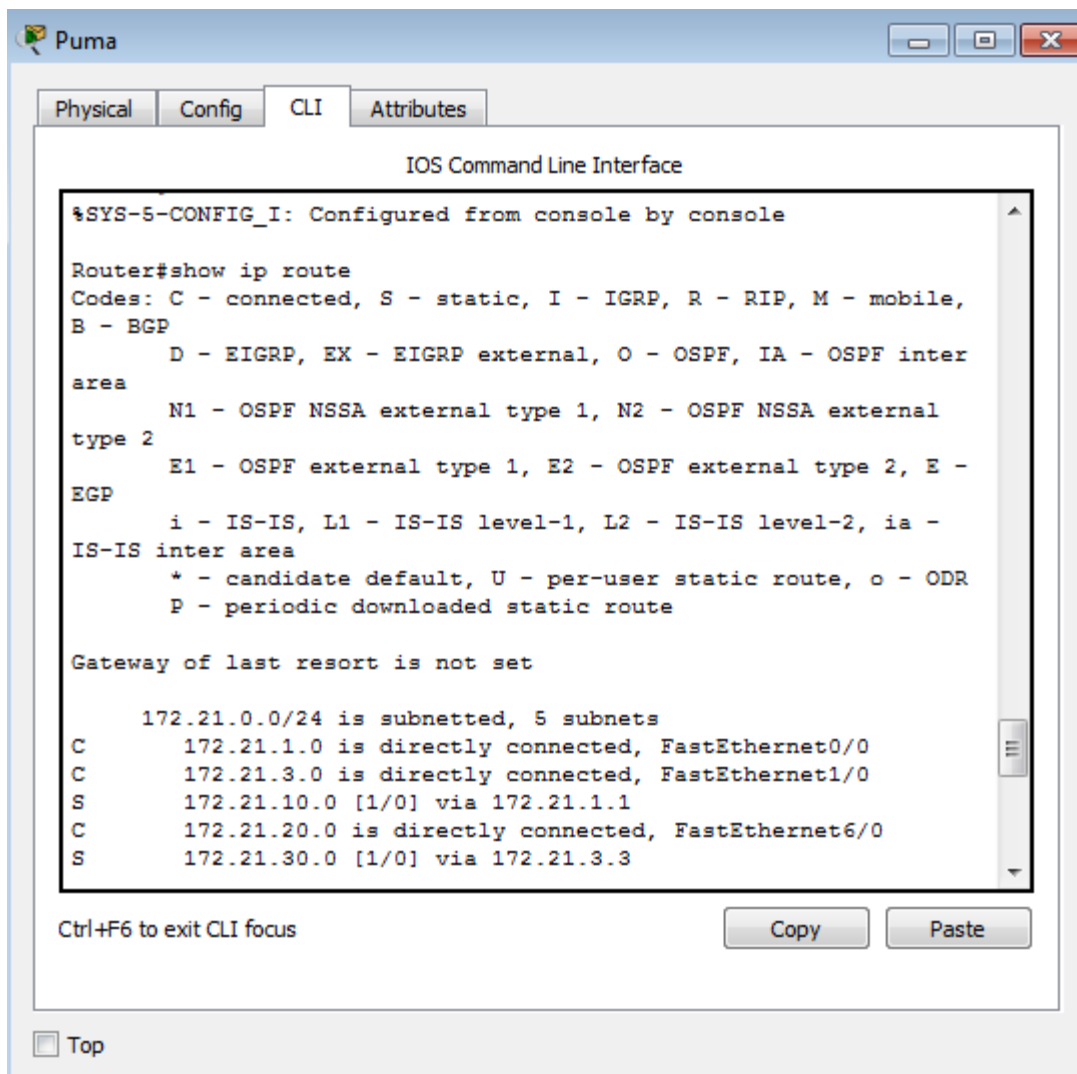 Puma
Physical Config CLI Attributes
IOS Command Line Interface
%SYS-5-CONFIG_I: Configured from console by console
Router#show ip route
Codes: C - connected, S - static, I - IGRP, R - RIP, M - mobile,
B - BGP
D - EIGRP, EX - EIGRP external, O - OSPF, IA - OSPF inter
area
N1 - OSPF NSSA external type 1, N2 - OSPF NSSA external
type 2
E1 - OSPF external type 1, E2 - OSPF external type 2, E -
EGP
i - IS-IS, L1 - IS-IS level-1, L2 - IS-IS level-2, ia -
IS-IS inter area
* - candidate default, U - per-user static route, o - ODR
P - periodic downloaded static route
Gateway of last resort is not set
172.21.0.0/24 is subnetted, 5 subnets
C 172.21.1.0 is directly connected, FastEthernet0/0
C 172.21.3.0 is directly connected, FastEthernet1/0
S 172.21.10.0 [1/0] via 172.21.1.1
C 172.21.20.0 is directly connected, FastEthernet6/0
S 172.21.30.0 [1/0] via 172.21.3.3
Ctrl+F6 to exit CLI focus
Copy Paste
Top